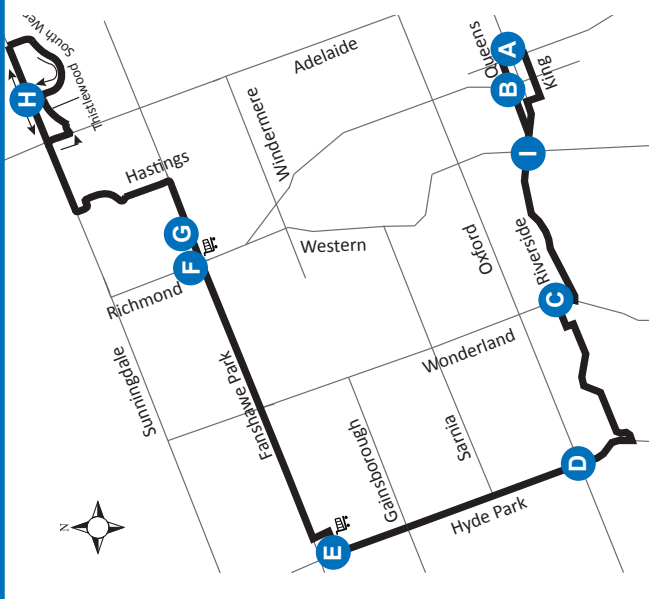 South Wen
Thistlewood
H
Adelaide
Queens
A
B
King
Windermere
Hastings
I
G
F
Western
Richmond
Oxford
Riverside
C
Sunningdale
Fanshawe Park
Wonderland
Gainsborough
Sarnia
D
Hyde Park
E
N